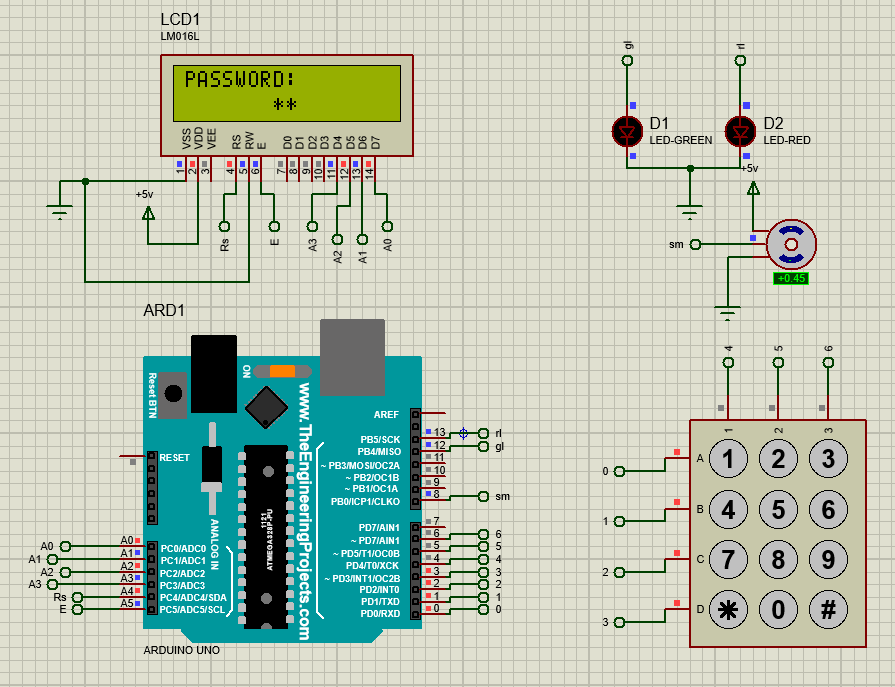 LCD1
LM016L
PASSWORD:
**
VSS VDD VEE RS RW E D0 D1 D2 D3 D4 D5 D6 D7
1 2 3 4 5 6 7 8 9 10 11 12 13 14
+5v
Rs E A3 A2 A1 A0
gl rl
D1
LED-GREEN
D2
LED-RED
+5v
sm
+0.45
ARD1
Reset BTN
ON
www.TheEngineeringProjects.com
1121
ATMEGA328P-PU
ANALOG IN
RESET
AREF
PB5/SCK 13 rl
PB4/MISO 12 gl
~ PB3/MOSI/OC2A 11
~ PB2/OC1B 10
~ PB1/OC1A 9
PB0/ICP1/CLKO 8 sm
PD7/AIN1 7
~ PD7/AIN1 6 6
~ PD5/T1/OC0B 5 5
PD4/T0/XCK 4 4
~ PD3/INT1/OC2B 3 3
PD2/INT0 2 2
PD1/TXD 1 1
PD0/RXD 0 0
A0 A0 PC0/ADC0
A1 A1 PC1/ADC1
A2 A2 PC2/ADC2
A3 A3 PC3/ADC3
Rs A4 PC4/ADC4/SDA
E A5 PC5/ADC5/SCL
ARDUINO UNO
4 5 6
1 2 3
0 A 1 2 3
1 B 4 5 6
2 C 7 8 9
3 D * 0 #